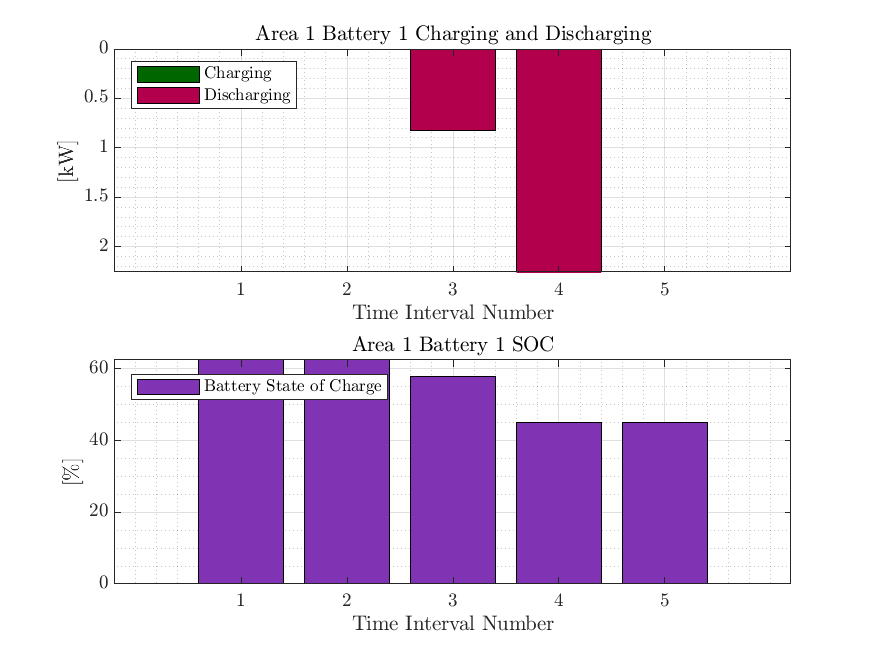 Area 1 Battery 1 Charging and Discharging
0
0.5
1
1.5
2
[kW]
Charging
Discharging
1 2 3 4 5
Time Interval Number
Area 1 Battery 1 SOC
60
40
20
0
[%]
Battery State of Charge
1 2 3 4 5
Time Interval Number